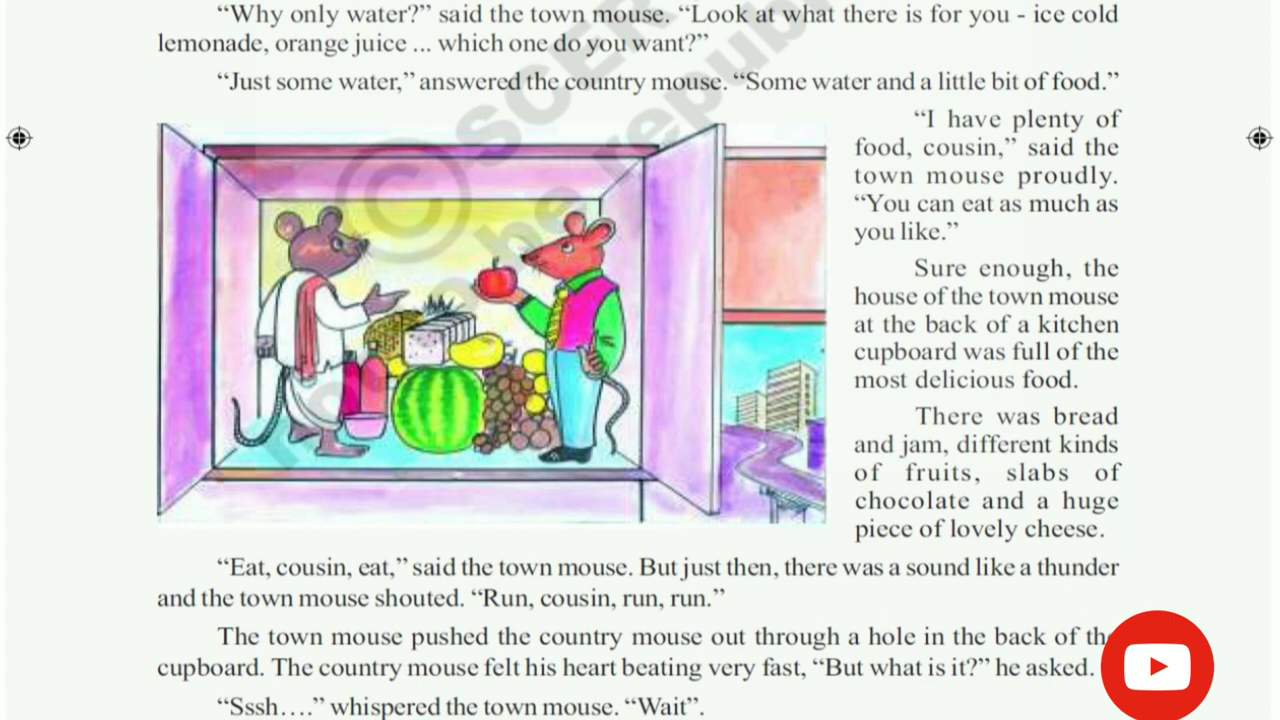 “Why only water?” said the town mouse. “Look at what there is for you - ice cold
lemonade, orange juice ... which one do you want?”
“Just some water,” answered the country mouse. “Some water and a little bit of food.”
“I have plenty of
food, cousin,” said the
town mouse proudly.
“You can eat as much as
you like.”
Sure enough, the
house of the town mouse
at the back of a kitchen
cupboard was full of the
most delicious food.
There was bread
and jam, different kinds
of fruits, slabs of
chocolate and a huge
piece of lovely cheese.
“Eat, cousin, eat,” said the town mouse. But just then, there was a sound like a thunder
and the town mouse shouted. “Run, cousin, run, run.”
The town mouse pushed the country mouse out through a hole in the back of the
cupboard. The country mouse felt his heart beating very fast, “But what is it?” he asked.
“Sssh....” whispered the town mouse. “Wait”.
© SCER
be republ